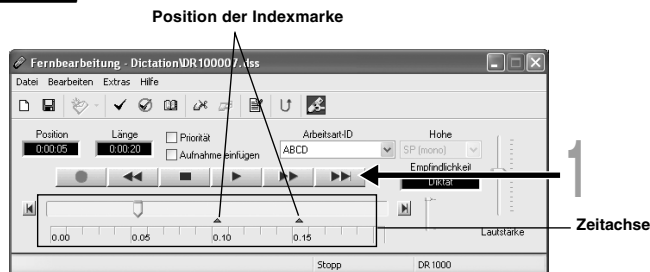 Position der Indexmarke
Fernbearbeitung - Dictation\DR100007.dss
Datei Bearbeiten Extras Hilfe
Position Länge Priorität Arbeitsart-ID Hohe
0:00:05 0:00:20 Aufnahme einfügen ABCD SP (mono)
Empfindlichkeit
Diktat
1
Zeitachse
0.00 0.05 0.10 0.15
Lautstärke
Stopp DR 1000